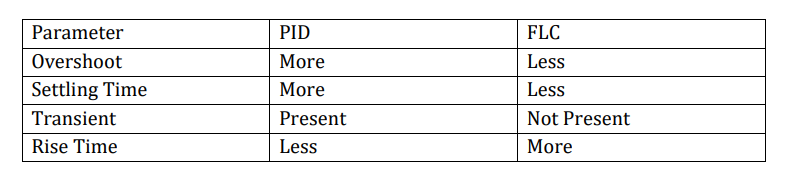 Parameter PID FLC
Overshoot More Less
Settling Time More Less
Transient Present Not Present
Rise Time Less More